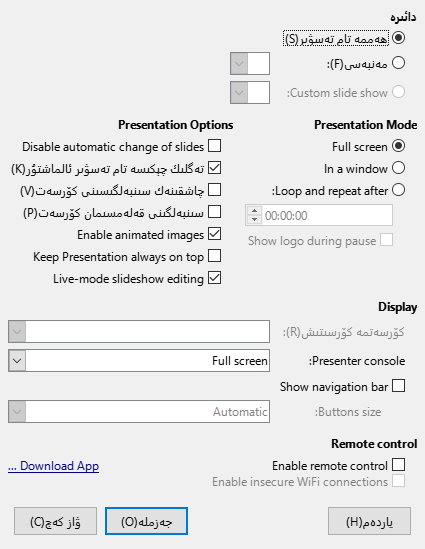 دائىرە
ھەممە تام تەسۋىر(S)
مەنبەسى(F):
Custom slide show:
Presentation Mode
Full screen
In a window
Loop and repeat after:
00:00:00
Show logo during pause
Presentation Options
Disable automatic change of slides
تەگلىك چېكىسە تام تەسۋىر ئالماشتۇر(K)
چاشقىنەك سىنبەلگىسىنى كۆرسەت(V)
سىنبەلگىنى قەلەمسىمان كۆرسەت(P)
Enable animated images
Keep Presentation always on top
Live-mode slideshow editing
Display
كۆرسەتمە كۆرسىتىش(R):
Presenter console:
Full screen
Show navigation bar
Buttons size:
Automatic
Remote control
Enable remote control
Download App ...
Enable insecure WiFi connections
ياردەم(H)
جەزملە(O)
ۋاز كەچ(C)